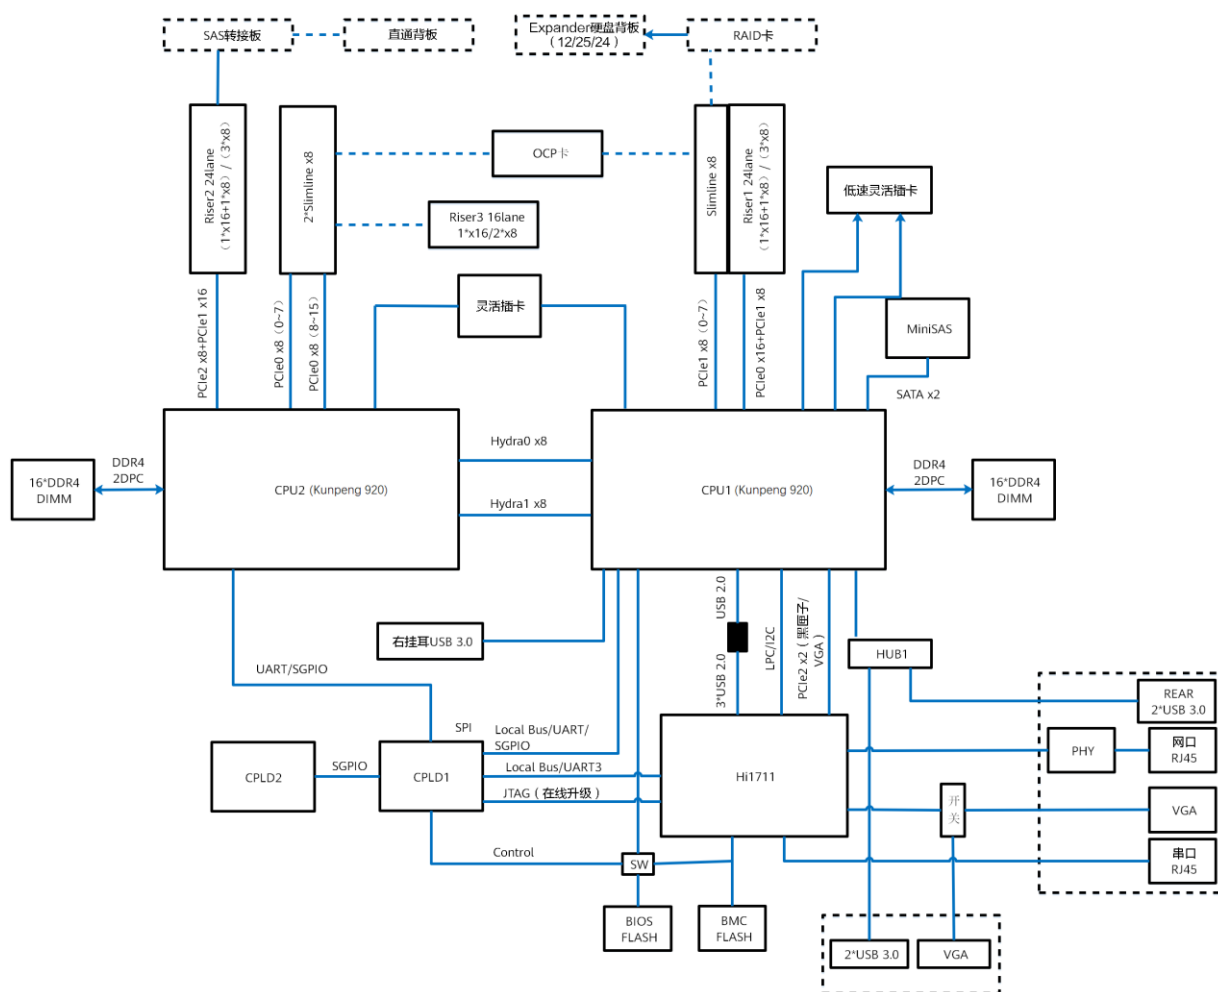 SAS转接板
直通背板
Expander硬盘背板
（12/25/24）
RAID卡
Riser2 24lane
（1*x16+1*x8）/（3*x8）
2*Slimline x8
OCP卡
Riser3 16lane
1*x16/2*x8
Slimline x8
Riser1 24lane
（1*x16+1*x8）/（3*x8）
低速灵活插卡
灵活插卡
MiniSAS
PCIe2 x8+PCIe1 x16
PCIe0 x8（0~7）
PCIe0 x8（8~15）
PCIe1 x8（0~7）
PCIe0 x16+PCIe1 x8
SATA x2
16*DDR4
DIMM
DDR4
2DPC
CPU2 (Kunpeng 920)
Hydra0 x8
Hydra1 x8
CPU1 (Kunpeng 920)
DDR4
2DPC
16*DDR4
DIMM
右挂耳USB 3.0
USB 2.0
3*USB 2.0
LPC/I2C
PCIe2 x2（黑匣子/
VGA）
HUB1
UART/SGPIO
SPI
Local Bus/UART/
SGPIO
CPLD2
SGPIO
CPLD1
Local Bus/UART3
JTAG（在线升级）
Hi1711
REAR
2*USB 3.0
PHY
网口
RJ45
开
关
VGA
串口
RJ45
Control
SW
BIOS
FLASH
BMC
FLASH
2*USB 3.0
VGA